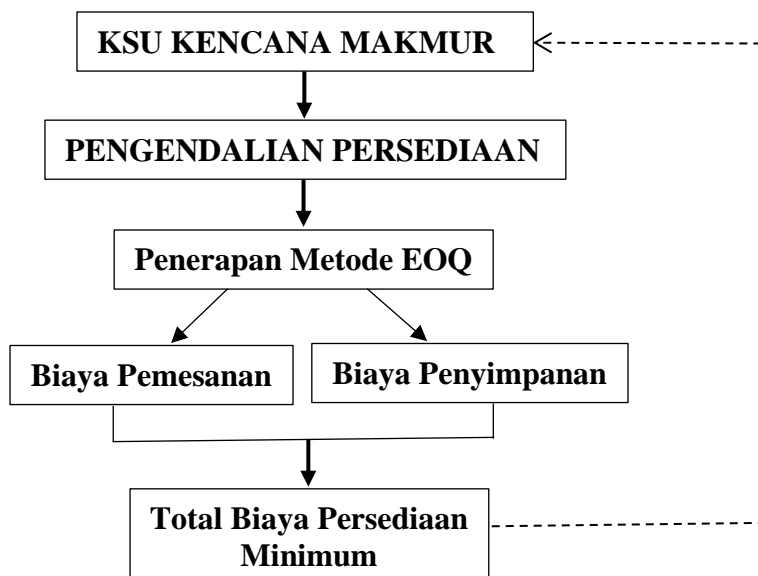 KSU KENCANA MAKMUR
PENGENDALIAN PERSEDIAAN
Penerapan Metode EOQ
Biaya Pemesanan
Biaya Penyimpanan
Total Biaya Persediaan
Minimum